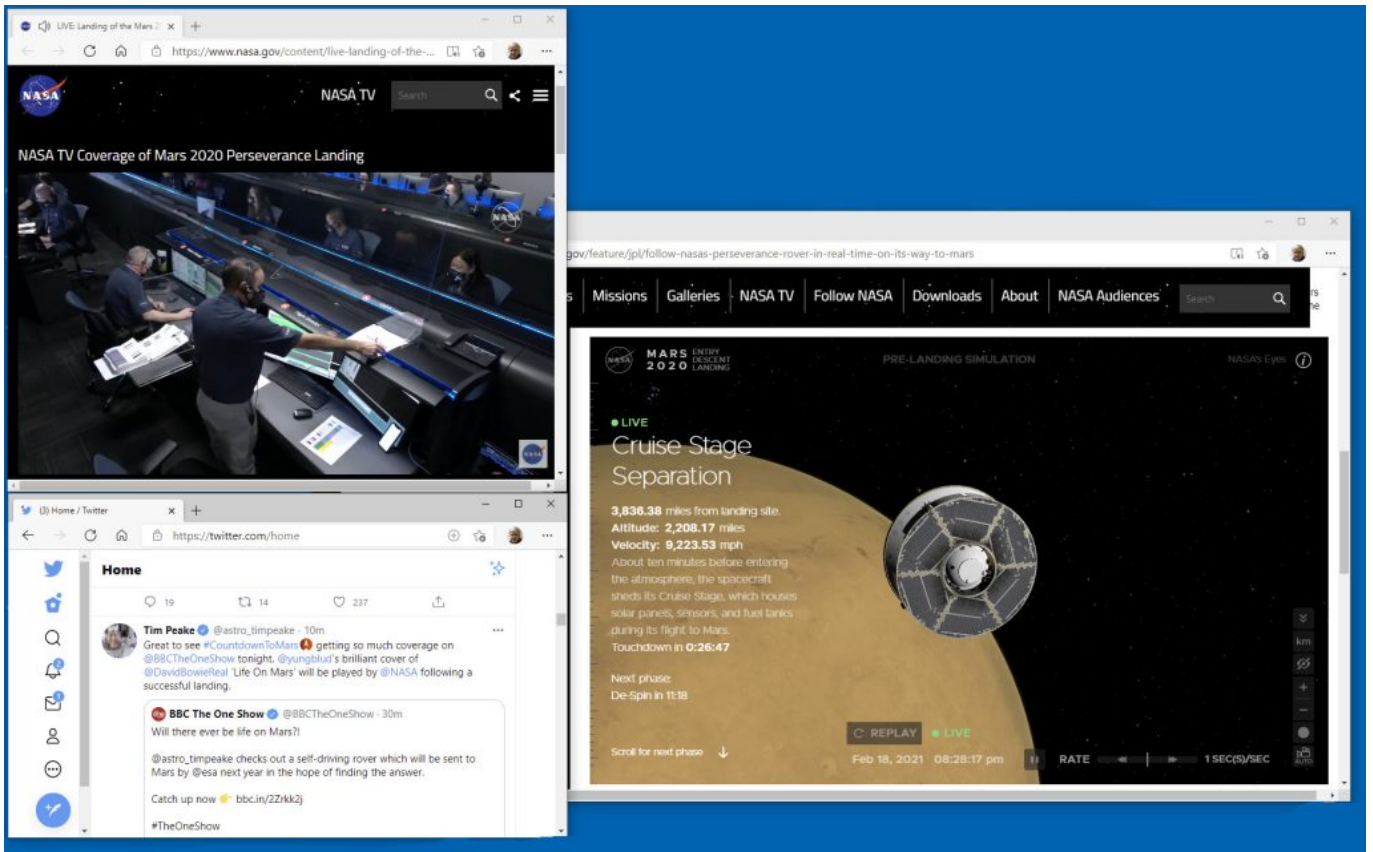 LIVE: Landing of the Mars 2
https://www.nasa.gov/content/live-landing-of-the-...
NASA
NASA TV
Search
NASA TV Coverage of Mars 2020 Perseverance Landing
NASA
NASA
(3) Home / Twitter
https://twitter.com/home
Home
19
14
237
Tim Peake @astro_timpeake · 10m
Great to see #CountdownToMars getting so much coverage on
@BBCTheOneShow tonight. @yungblud's brilliant cover of
@DavidBowieReal 'Life On Mars' will be played by @NASA following a
successful landing.
BBC The One Show @BBCTheOneShow · 30m
Will there ever be life on Mars?!
@astro_timpeake checks out a self-driving rover which will be sent to
Mars by @esa next year in the hope of finding the answer.
Catch up now bbc.in/2Zrkk2j
#TheOneShow
2
gov/feature/jpl/follow-nasas-perseverance-rover-in-real-time-on-its-way-to-mars
s Missions Galleries NASA TV Follow NASA Downloads About NASA Audiences Search
rs
ne
NASA
MARS ENTRY
DESCENT
2020 LANDING
PRE-LANDING SIMULATION
NASA's Eyes
LIVE
Cruise Stage
Separation
3,836.38 miles from landing site.
Altitude: 2,208.17 miles
Velocity: 9,223.53 mph
About ten minutes before entering
the atmosphere, the spacecraft
sheds its Cruise Stage, which houses
solar panels, sensors, and fuel tanks
during its flight to Mars.
Touchdown in 0:26:47
Next phase:
De-Spin in 11:18
Scroll for next phase
REPLAY LIVE
Feb 18, 2021 08:28:17 pm
RATE
1 SEC(S)/SEC
km
AUTO